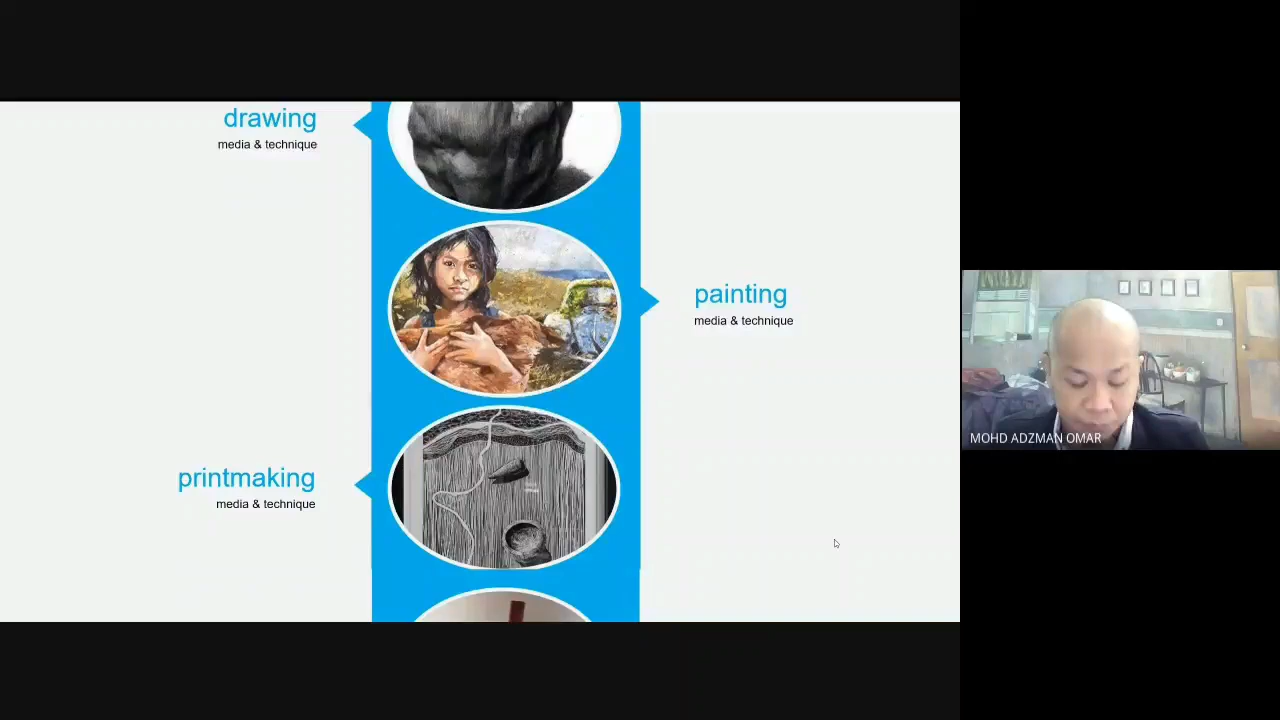 drawing
media & technique
painting
media & technique
printmaking
media & technique
MOHD ADZMAN OMAR